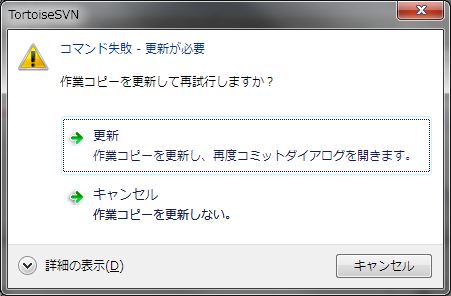 TortoiseSVN
コマンド失敗 - 更新が必要
作業コピーを更新して再試行しますか？
更新
作業コピーを更新し、再度コミットダイアログを開きます。
キャンセル
作業コピーを更新しない。
詳細の表示(D)
キャンセル